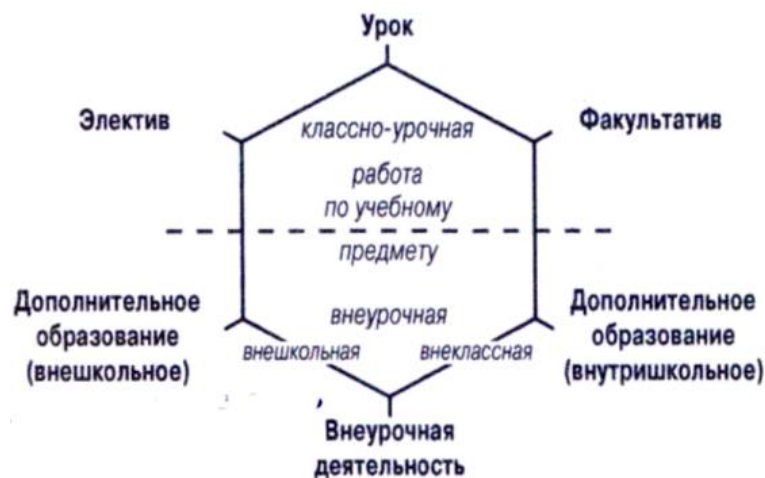 Урок
Электив
Факультатив
классно-урочная
работа
по учебному
предмету
Дополнительное
образование
(внешкольное)
внеурочная
внешкольная
внеклассная
Дополнительное
образование
(внутришкольное)
Внеурочная
деятельность